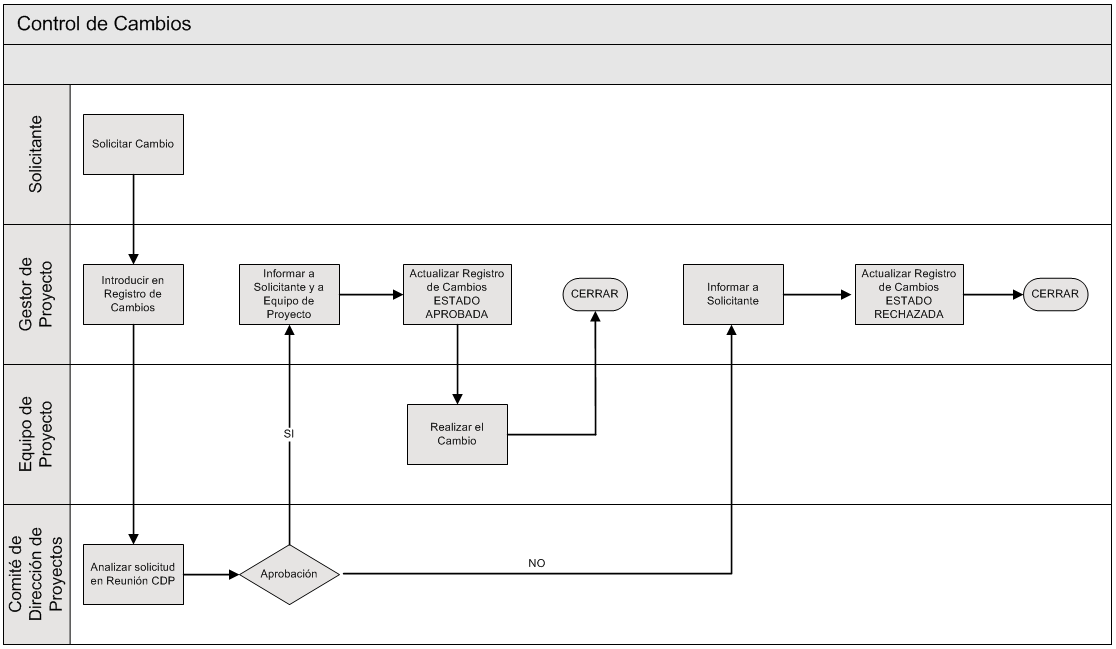 Control de Cambios
Solicitante
Solicitar Cambio
Gestor de
Proyecto
Introducir en
Registro de
Cambios
Informar a
Solicitante y a
Equipo de
Proyecto
Actualizar Registro
de Cambios
ESTADO
APROBADA
CERRAR
Informar a
Solicitante
Actualizar Registro
de Cambios
ESTADO
RECHAZADA
CERRAR
Equipo de
Proyecto
SI
Realizar el
Cambio
Comité de
Dirección de
Proyectos
Analizar solicitud
en Reunión CDP
Aprobación
NO